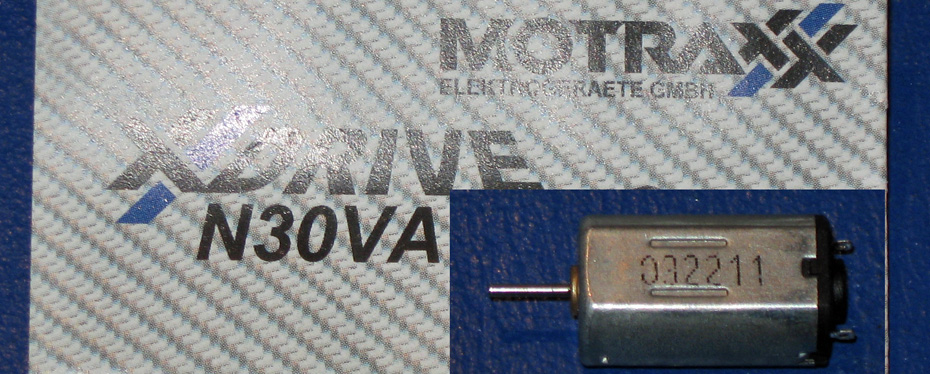 MOTRAXX
ELEKTROGERAETE GMBH
XDRIVE
N30VA
032211